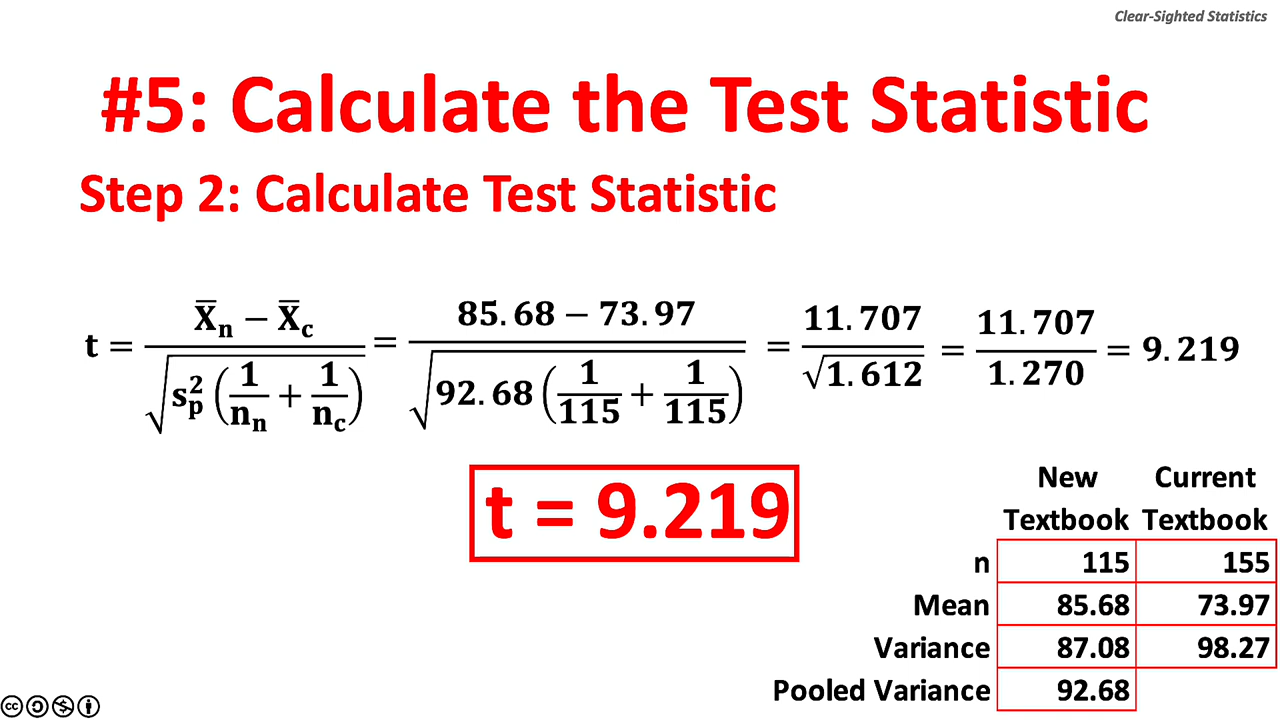 Clear-Sighted Statistics
#5: Calculate the Test Statistic
Step 2: Calculate Test Statistic
t = (X̅n − X̅c) / √(s²p (1/nn + 1/nc)) = (85.68 − 73.97) / √(92.68 (1/115 + 1/115)) = 11.707 / √1.612 = 11.707 / 1.270 = 9.219
t = 9.219
New Current
Textbook Textbook
n 115 155
Mean 85.68 73.97
Variance 87.08 98.27
Pooled Variance 92.68
cc